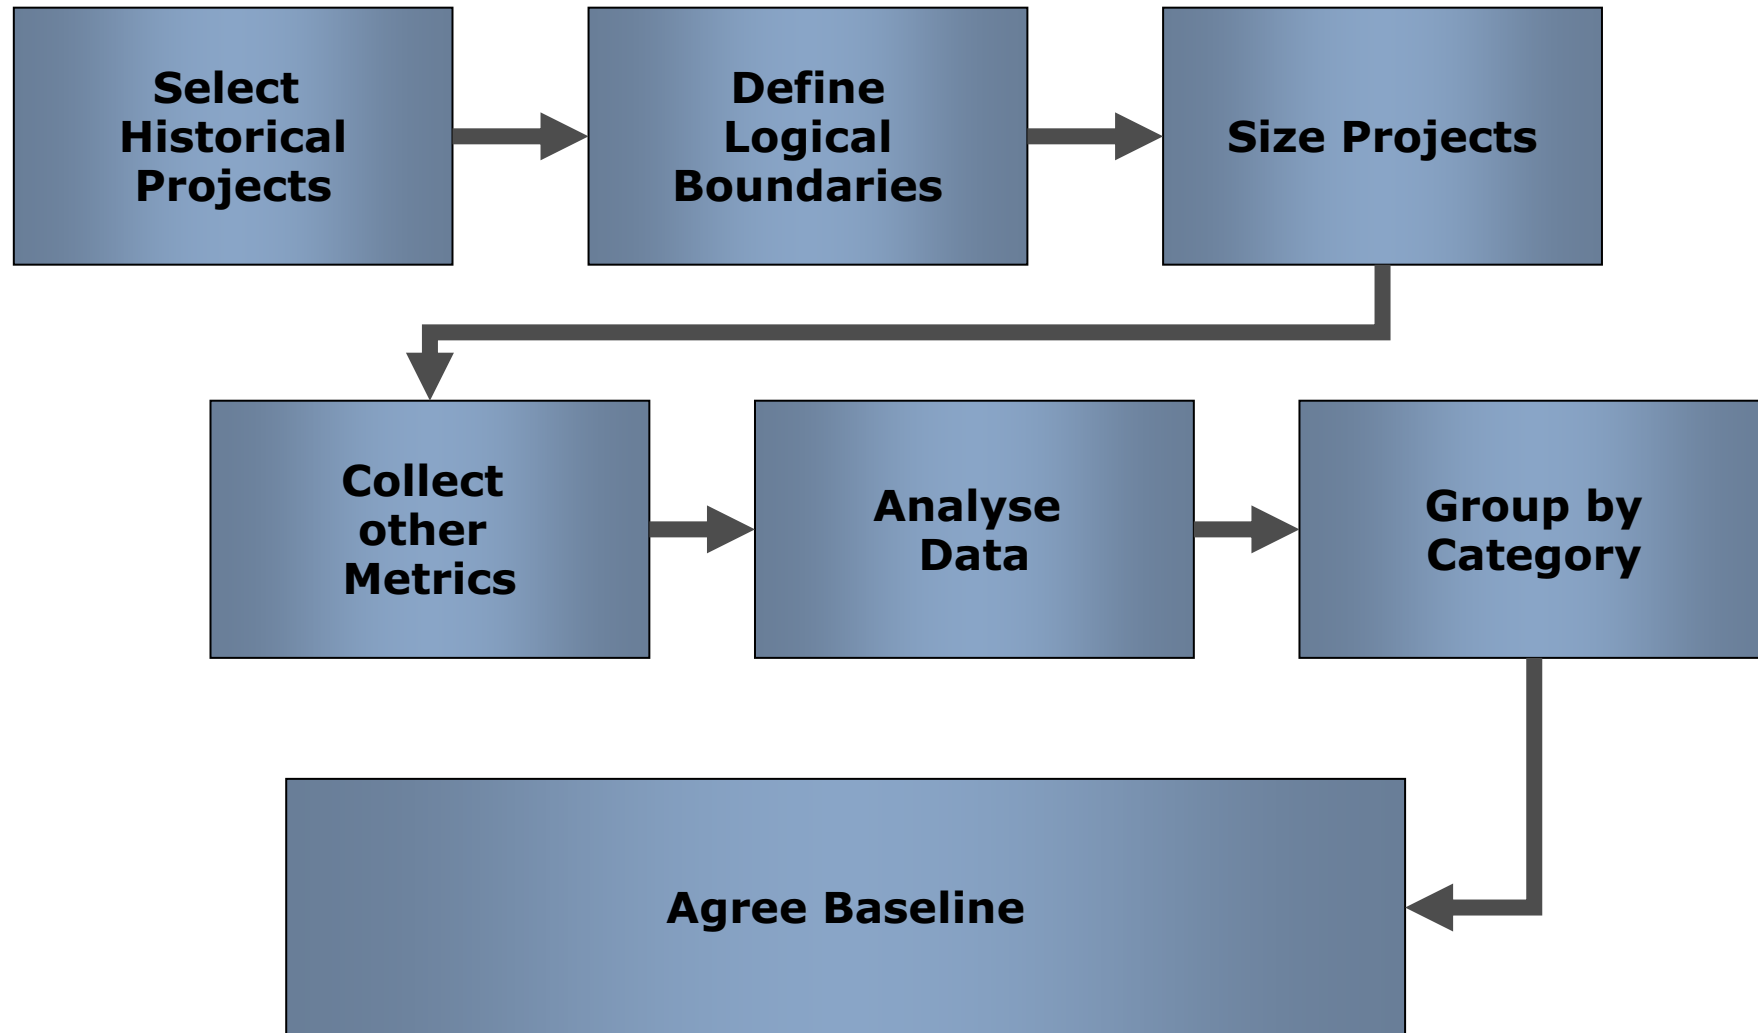 Select
Historical
Projects
Define
Logical
Boundaries
Size Projects
Collect
other
Metrics
Analyse
Data
Group by
Category
Agree Baseline